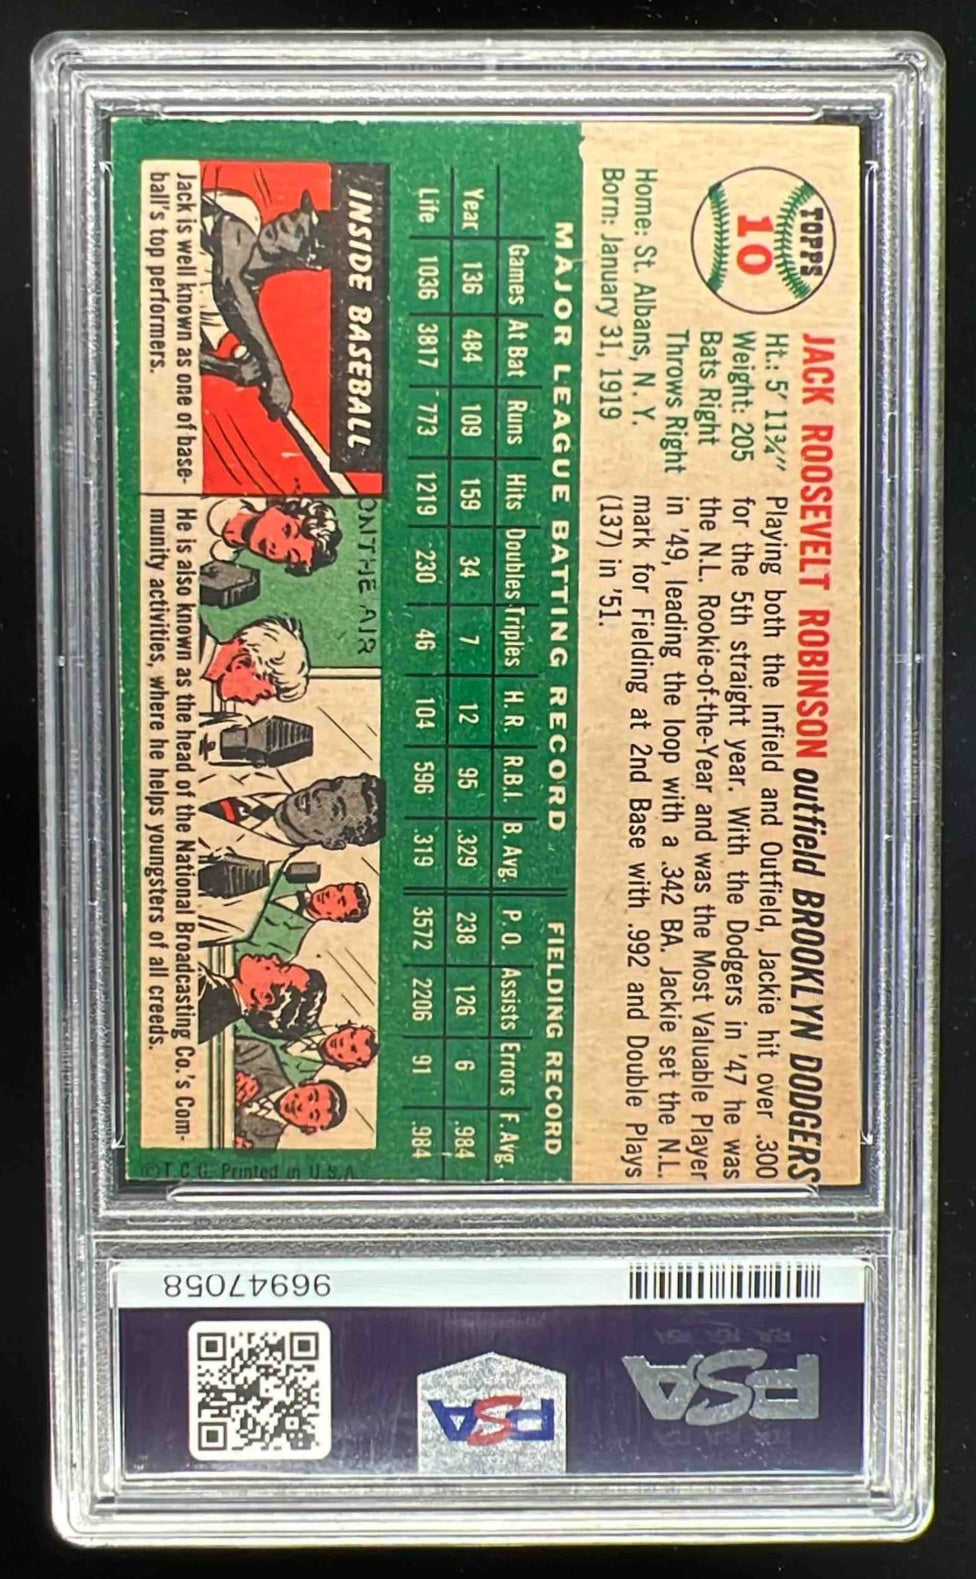 TOPPS
10
JACK ROOSEVELT ROBINSON outfield BROOKLYN DODGERS
Ht.: 5' 11¾"
Weight: 205
Bats Right
Throws Right
Home: St. Albans, N. Y.
Born: January 31, 1919
Playing both the Infield and Outfield, Jackie hit over .300
for the 5th straight year. With the Dodgers in '47 he was
the N.L. Rookie-of-the-Year and was the Most Valuable Player
in '49, leading the loop with a .342 BA. Jackie set the N.L.
mark for Fielding at 2nd Base with .992 and Double Plays
(137) in '51.
MAJOR LEAGUE BATTING RECORD FIELDING RECORD
Games At Bat Runs Hits Doubles Triples H. R. R.B.I. B Avg. P. O. Assists Errors F. Avg.
Year 136 484 109 159 34 7 12 95 .329 238 126 6 .984
Life 1036 3817 773 1219 230 46 104 596 .319 3572 2206 91 .984
INSIDE BASEBALL
ON THE AIR
Jack is well known as one of base-
ball's top performers.
He is also known as the head of the National Broadcasting Co.'s Com-
munity activities, where he helps youngsters of all creeds.
©T. C. G. Printed in U. S. A.
96947058
PSA
PSA